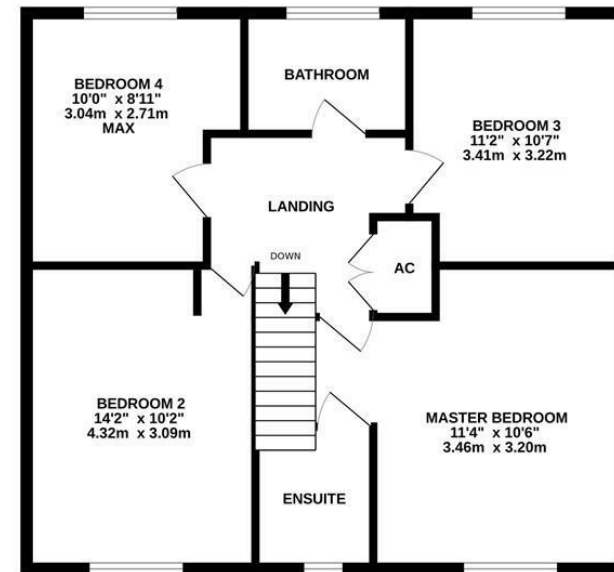 BEDROOM 4
10'0" x 8'11"
3.04m x 2.71m
MAX
BATHROOM
BEDROOM 3
11'2" x 10'7"
3.41m x 3.22m
LANDING
DOWN
AC
BEDROOM 2
14'2" x 10'2"
4.32m x 3.09m
MASTER BEDROOM
11'4" x 10'6"
3.46m x 3.20m
ENSUITE